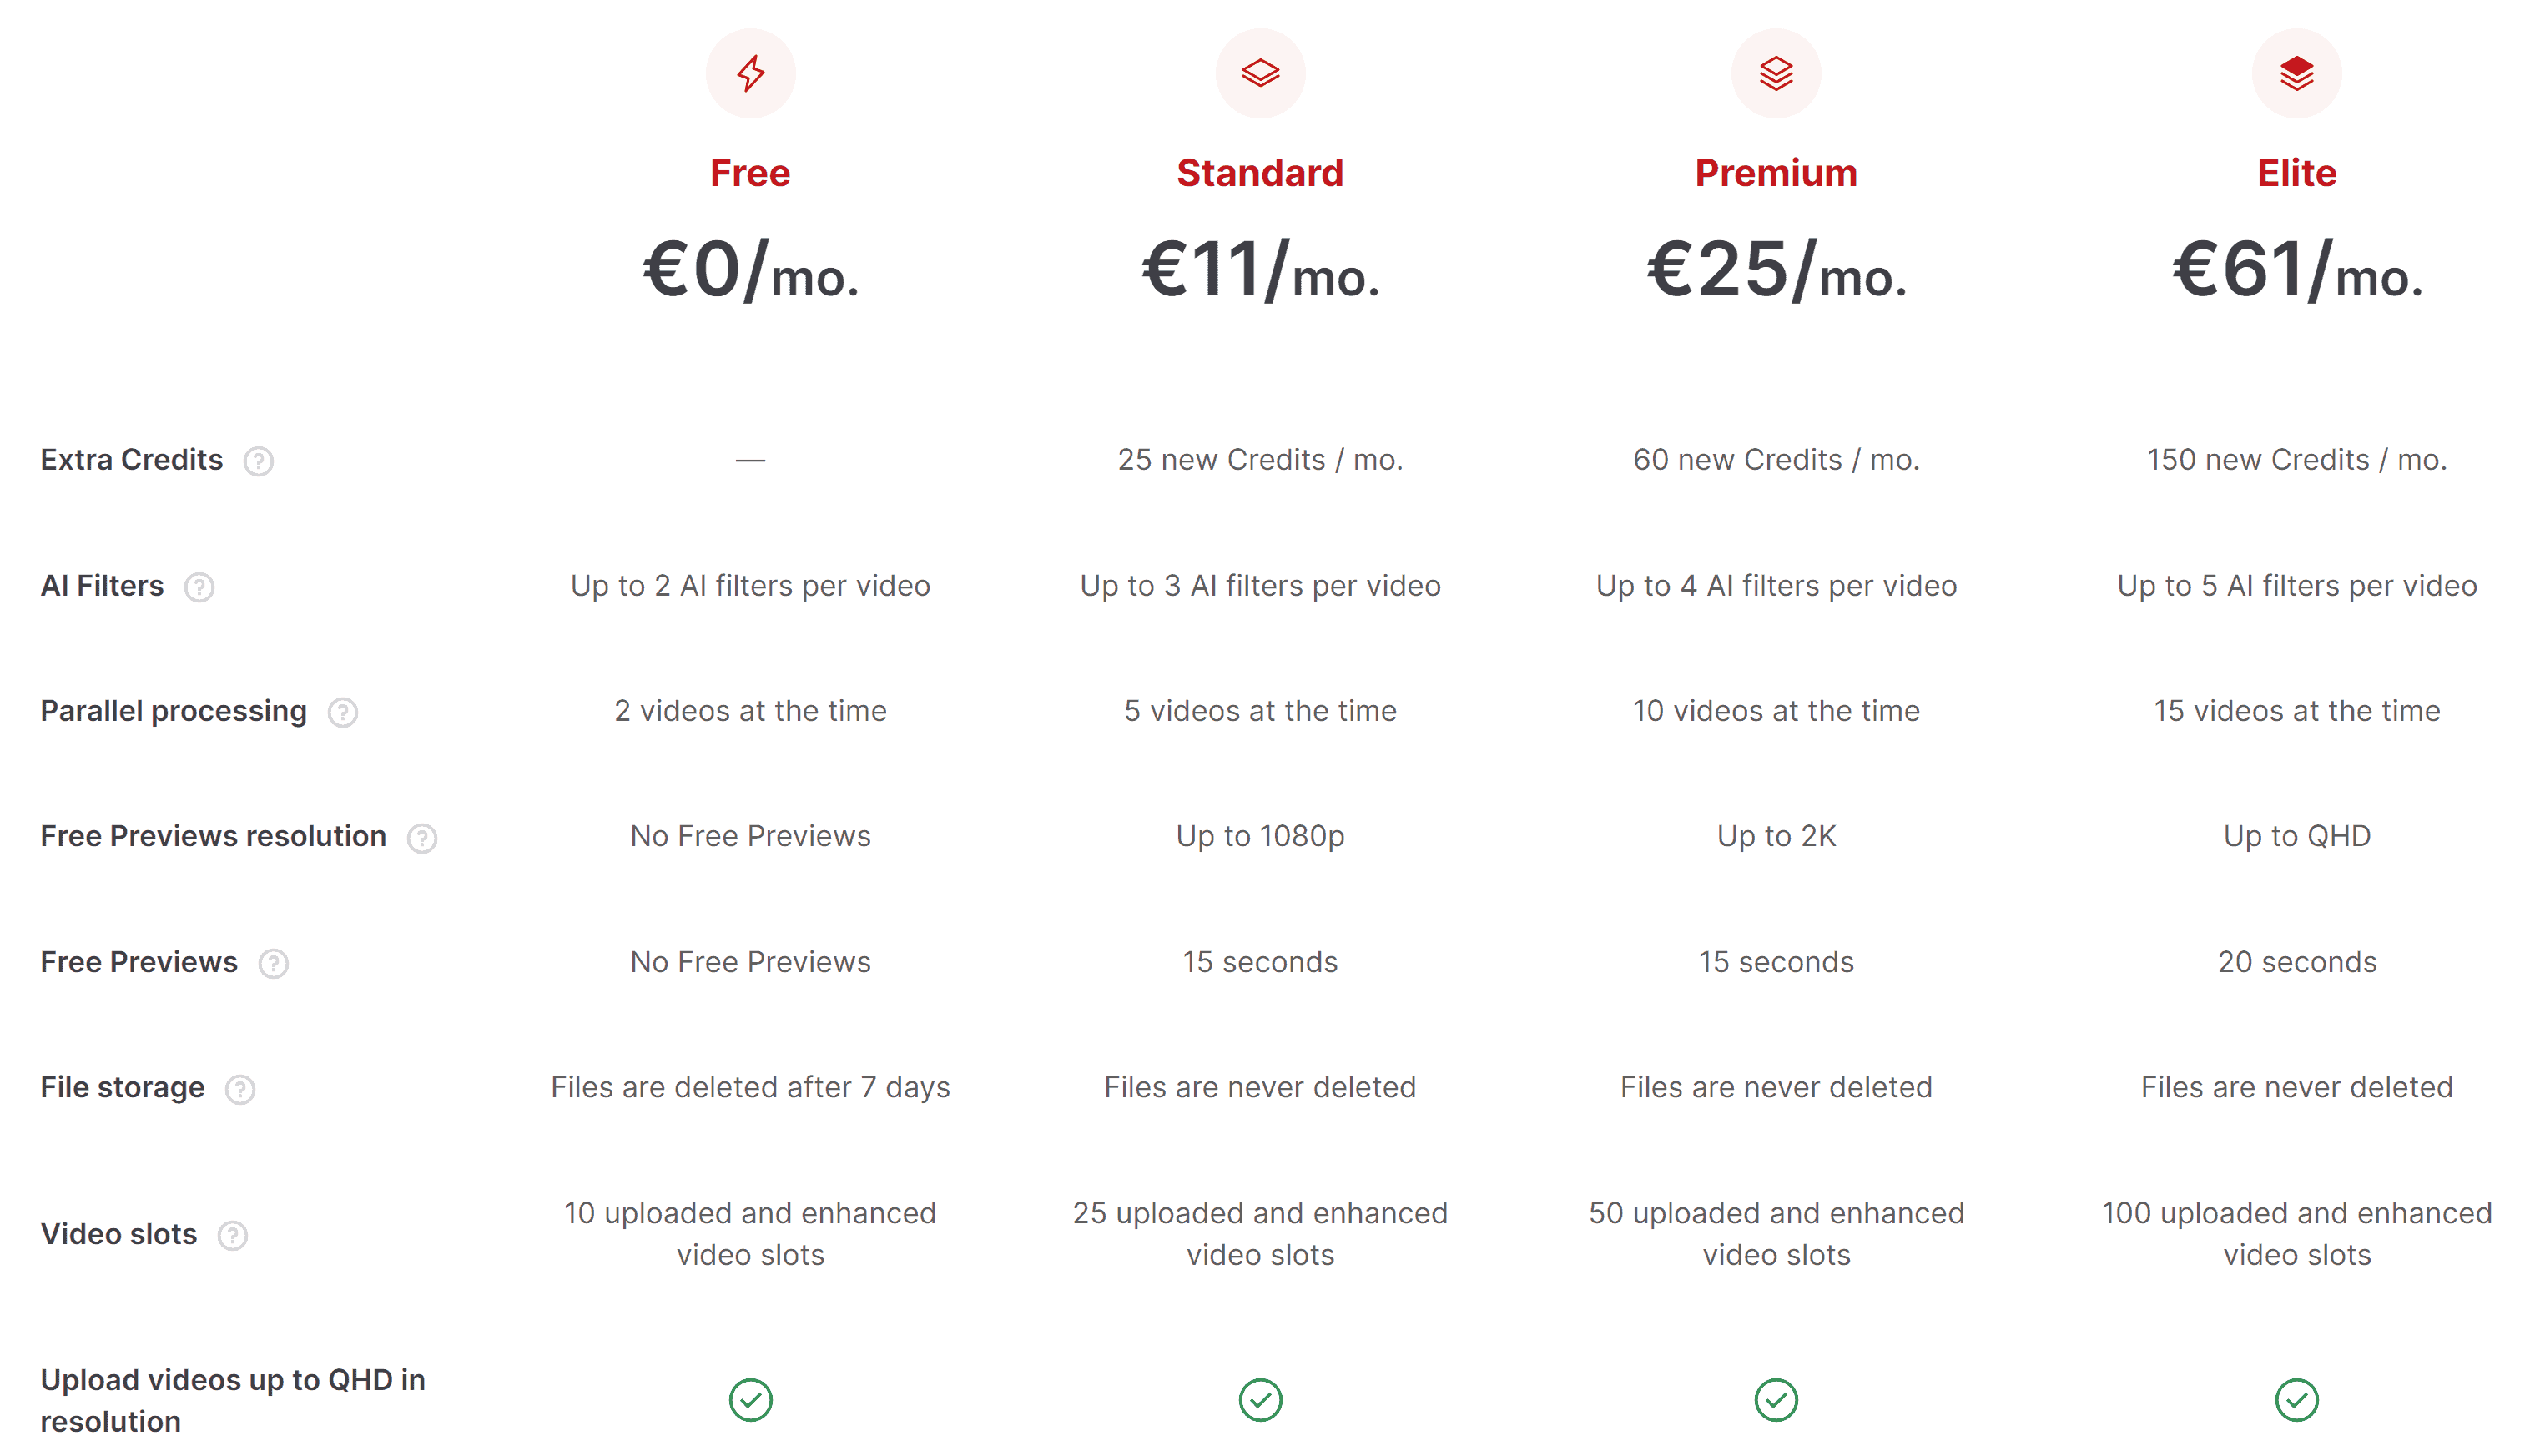 Free Standard Premium Elite
€0/mo. €11/mo. €25/mo. €61/mo.
Extra Credits ? — 25 new Credits / mo. 60 new Credits / mo. 150 new Credits / mo.
AI Filters ? Up to 2 AI filters per video Up to 3 AI filters per video Up to 4 AI filters per video Up to 5 AI filters per video
Parallel processing ? 2 videos at the time 5 videos at the time 10 videos at the time 15 videos at the time
Free Previews resolution ? No Free Previews Up to 1080p Up to 2K Up to QHD
Free Previews ? No Free Previews 15 seconds 15 seconds 20 seconds
File storage ? Files are deleted after 7 days Files are never deleted Files are never deleted Files are never deleted
Video slots ? 10 uploaded and enhanced 25 uploaded and enhanced 50 uploaded and enhanced 100 uploaded and enhanced
video slots video slots video slots video slots
Upload videos up to QHD in
resolution